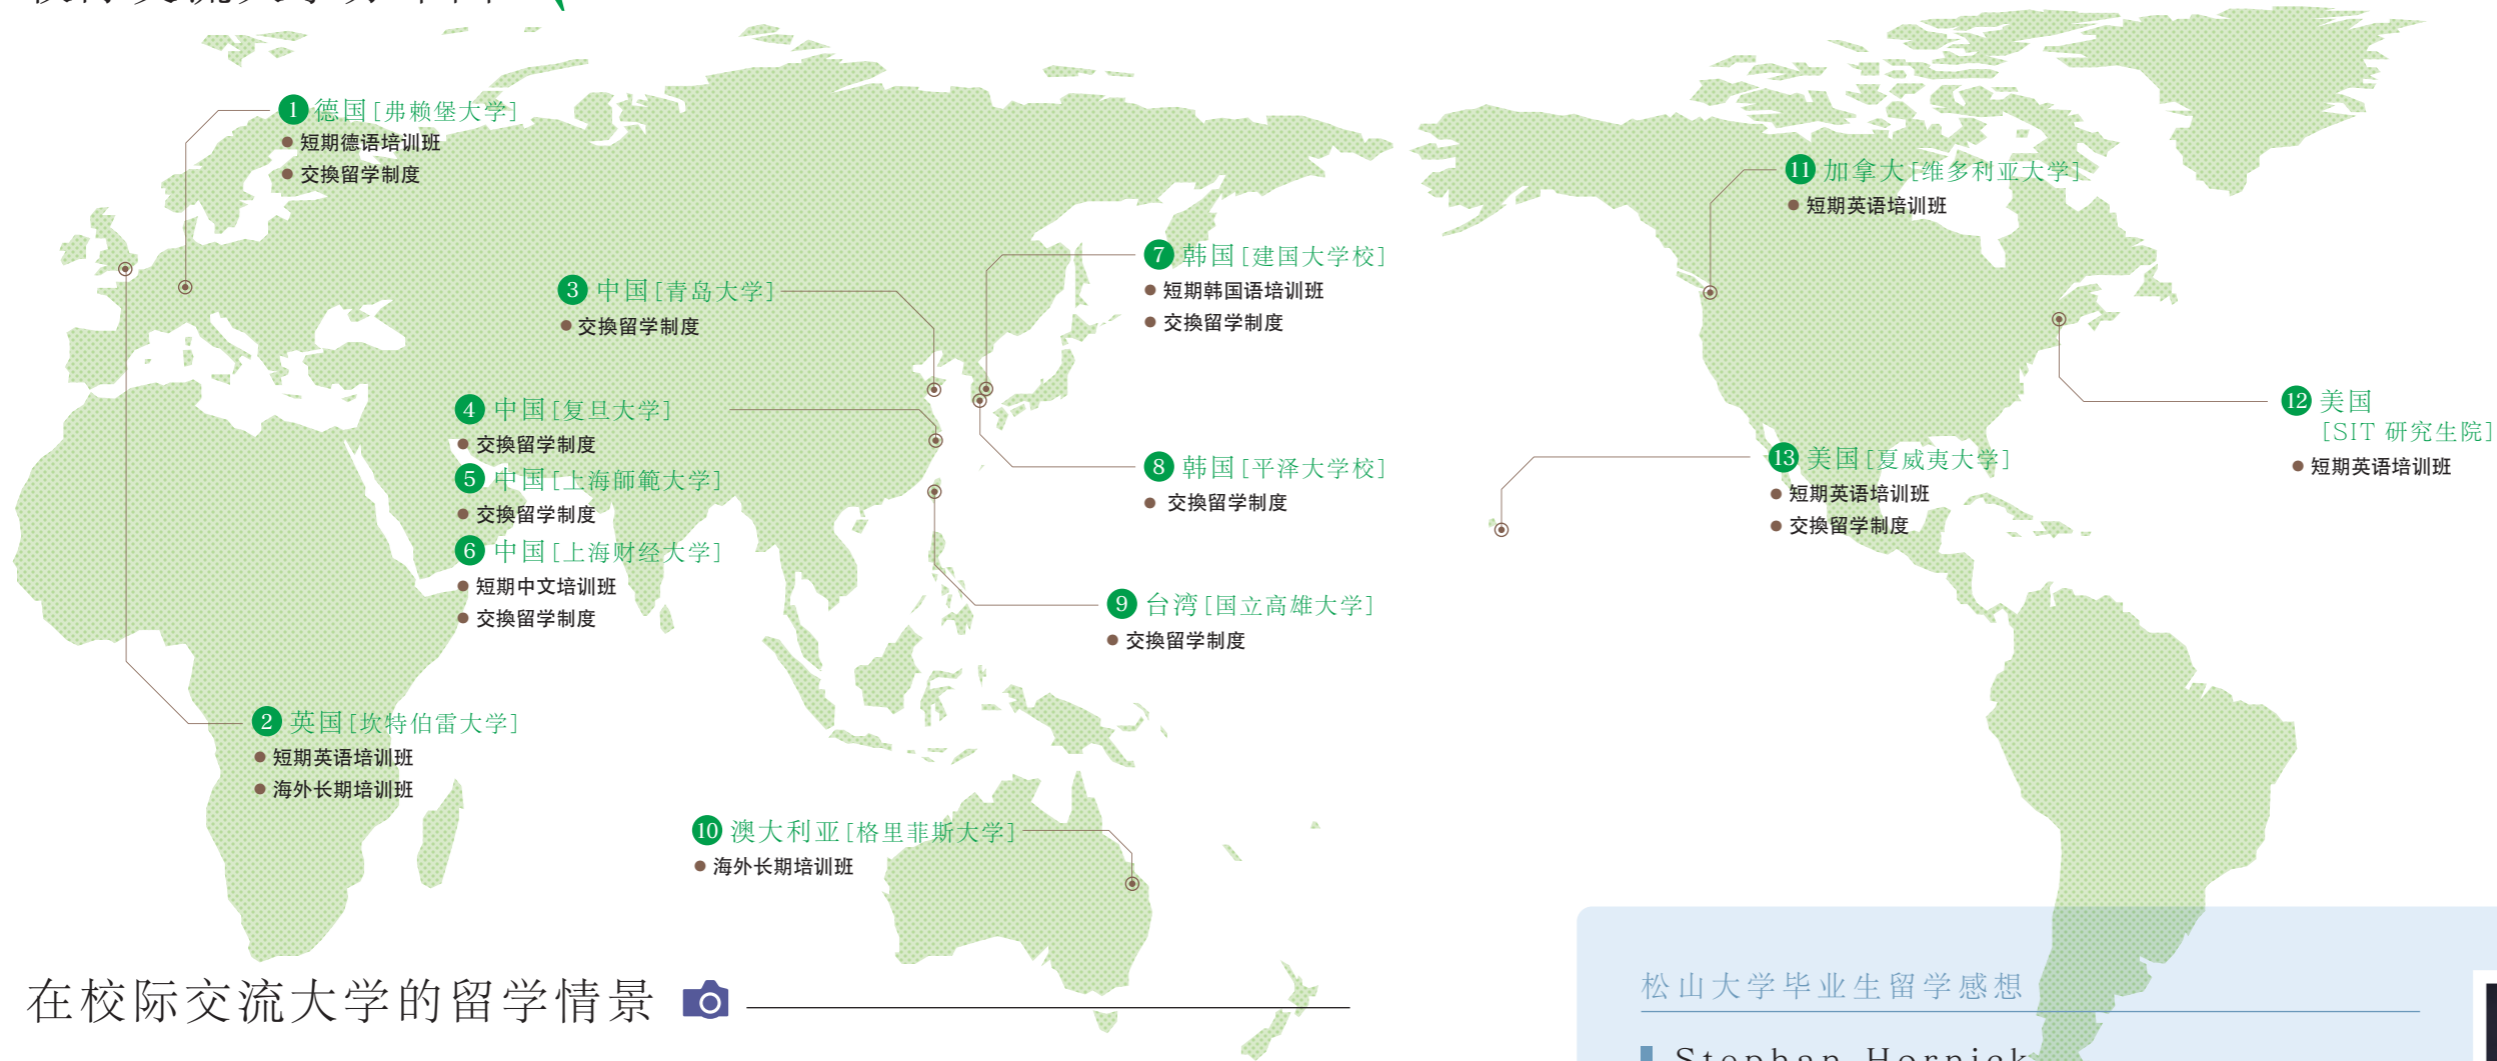 1 德国[弗赖堡大学]
● 短期德语培训班
● 交換留学制度
2 英国[坎特伯雷大学]
● 短期英语培训班
● 海外长期培训班
3 中国[青岛大学]
● 交換留学制度
4 中国[复旦大学]
● 交換留学制度
5 中国[上海師範大学]
● 交換留学制度
6 中国[上海财经大学]
● 短期中文培训班
● 交換留学制度
7 韩国[建国大学校]
● 短期韩国语培训班
● 交換留学制度
8 韩国[平泽大学校]
● 交換留学制度
9 台湾[国立高雄大学]
● 交換留学制度
10 澳大利亚[格里菲斯大学]
● 海外长期培训班
11 加拿大[维多利亚大学]
● 短期英语培训班
12 美国
[SIT 研究生院]
● 短期英语培训班
13 美国[夏威夷大学]
● 短期英语培训班
● 交換留学制度
在校际交流大学的留学情景
松山大学毕业生留学感想
Stephan Hornick